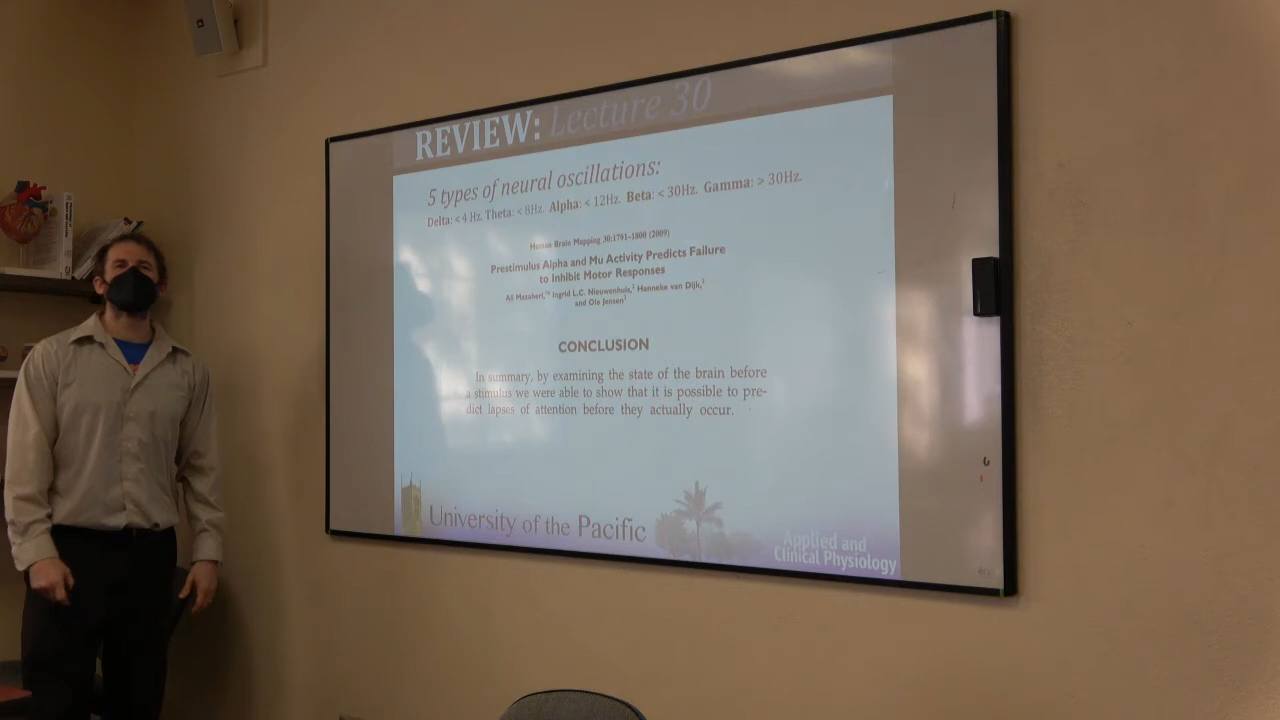 REVIEW: Lecture 30
5 types of neural oscillations:
Delta: < 4 Hz. Theta: < 8Hz. Alpha: < 12Hz. Beta: < 30Hz. Gamma: > 30Hz.
Human Brain Mapping 30:1791–1800 (2009)
Prestimulus Alpha and Mu Activity Predicts Failure
to Inhibit Motor Responses
Ali Mazaheri, Ingrid L.C. Nieuwenhuis, Hanneke van Dijk,
and Ole Jensen
CONCLUSION
In summary, by examining the state of the brain before
a stimulus we were able to show that it is possible to pre-
dict lapses of attention before they actually occur.
University of the Pacific
Applied and
Clinical Physiology